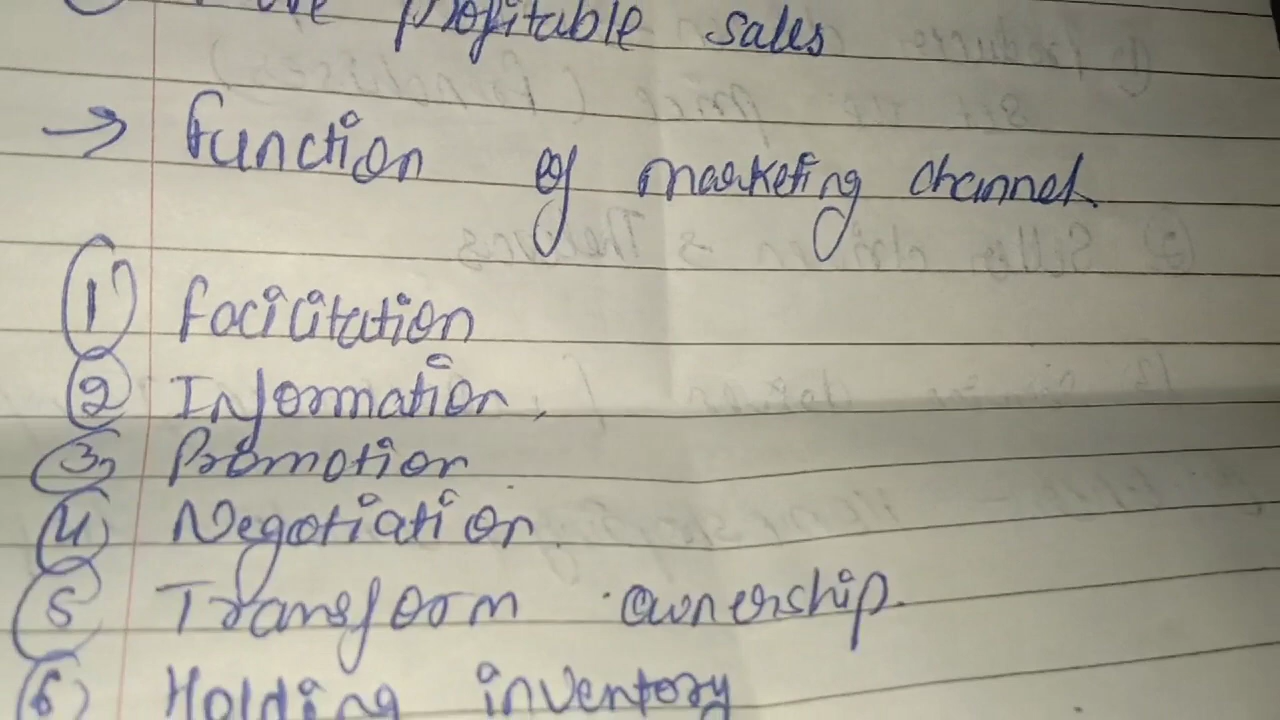 profitable sales
→ Function of marketing channel.
① Facilitation
② Information.
③ Promotion
④ Negotiation
⑤ Transform ownership.
⑥ Holding inventory